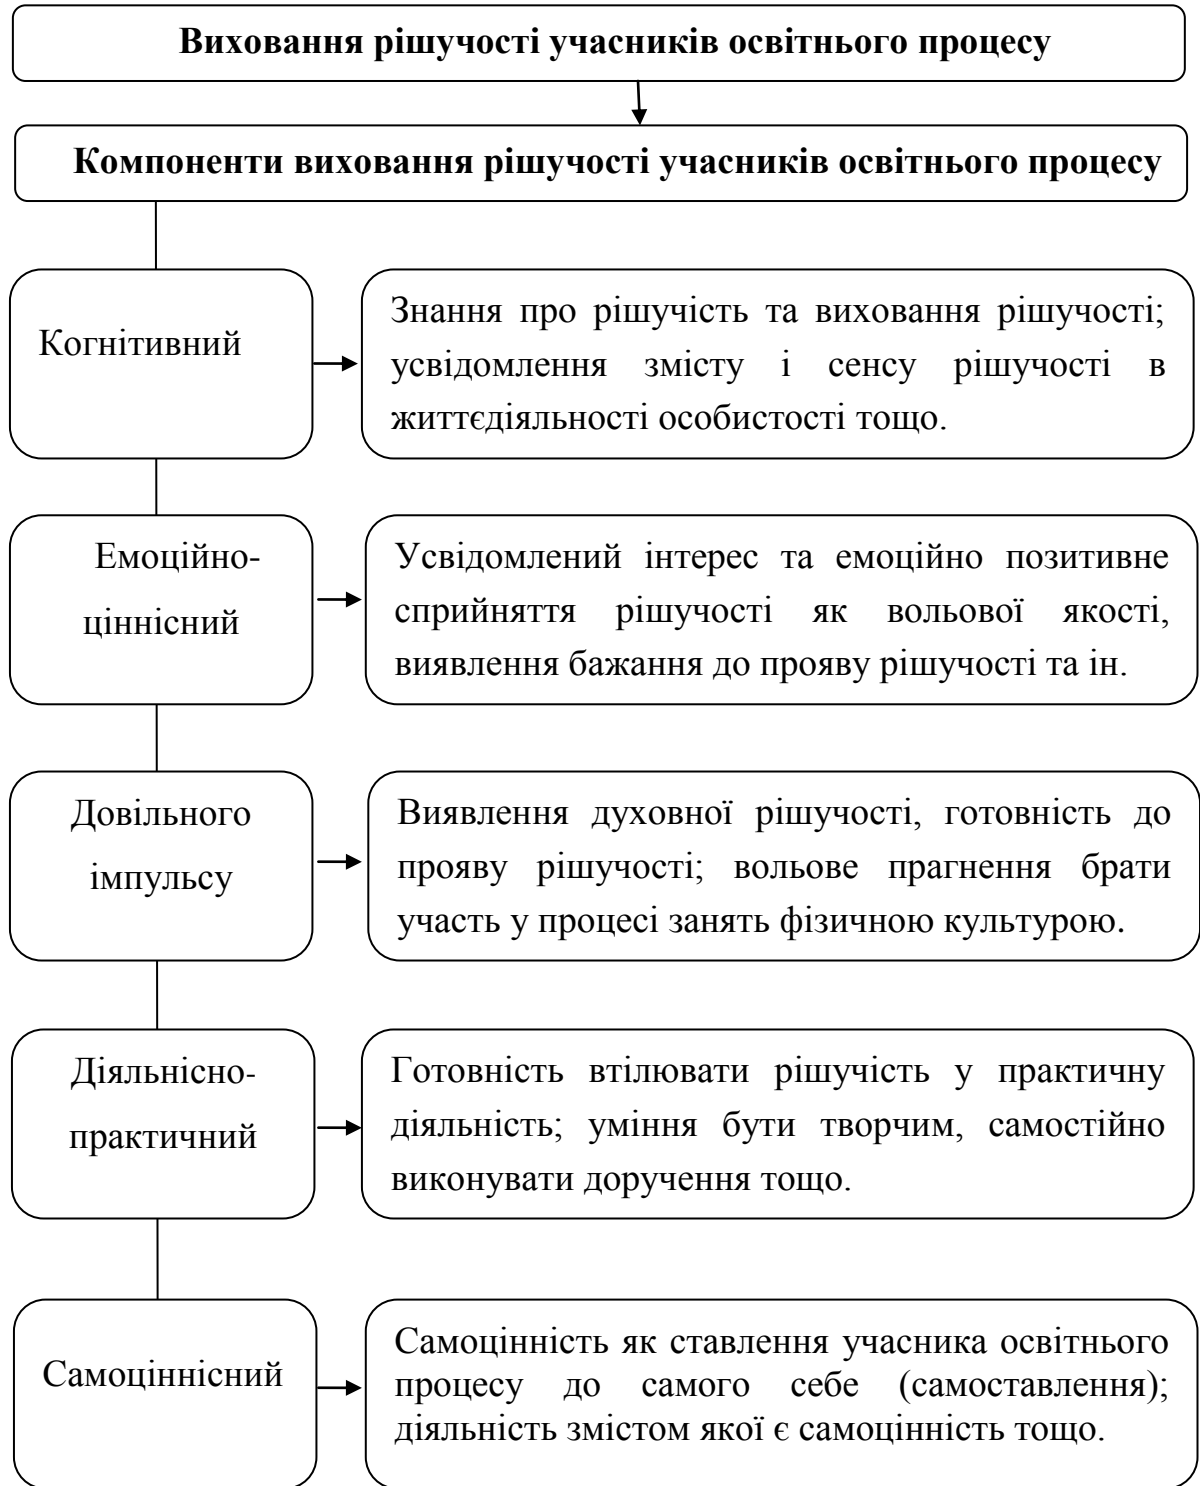 Виховання рішучості учасників освітнього процесу
Компоненти виховання рішучості учасників освітнього процесу
Когнітивний
Знання про рішучість та виховання рішучості;
усвідомлення змісту і сенсу рішучості в
життєдіяльності особистості тощо.
Емоційно-
ціннісний
Усвідомлений інтерес та емоційно позитивне
сприйняття рішучості як вольової якості,
виявлення бажання до прояву рішучості та ін.
Довільного
імпульсу
Виявлення духовної рішучості, готовність до
прояву рішучості; вольове прагнення брати
участь у процесі занять фізичною культурою.
Діяльнісно-
практичний
Готовність втілювати рішучість у практичну
діяльність; уміння бути творчим, самостійно
виконувати доручення тощо.
Самоціннісний
Самоцінність як ставлення учасника освітнього
процесу до самого себе (самоставлення);
діяльність змістом якої є самоцінність тощо.